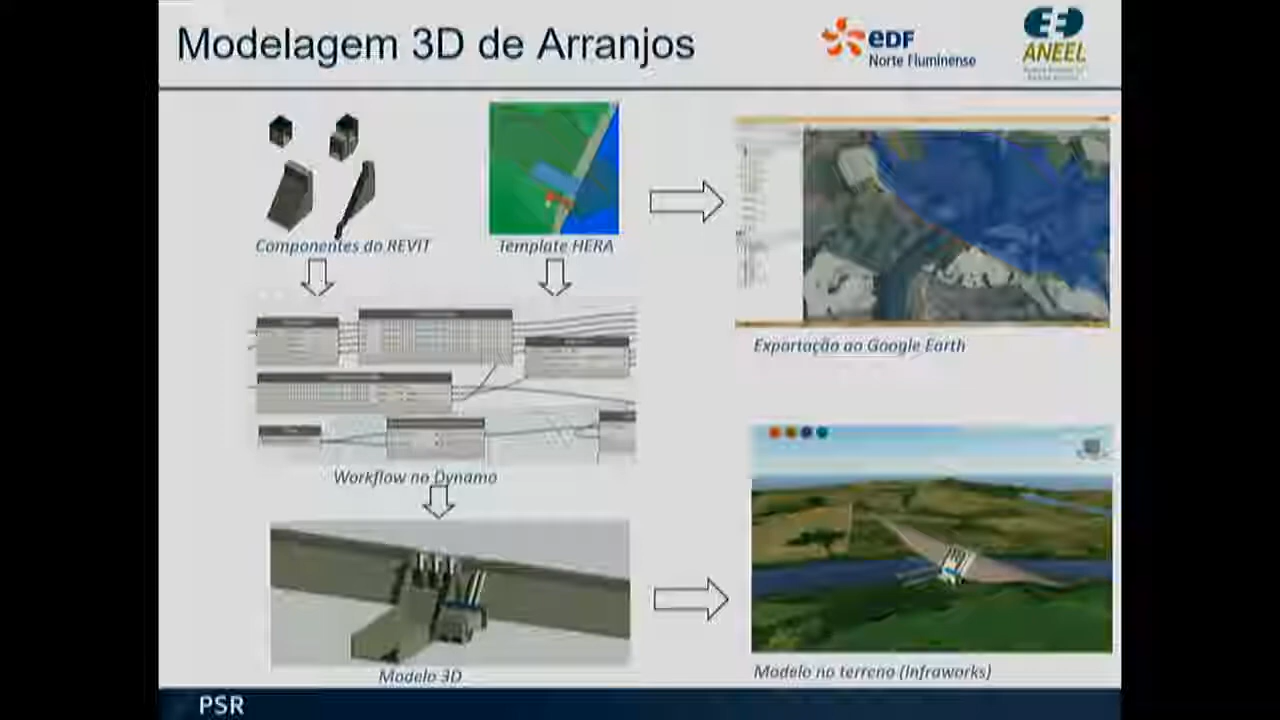 Modelagem 3D de Arranjos
eDF
Norte Fluminense
ANEEL
Componentes do REVIT
Template HERA
Exportação ao Google Earth
Workflow no Dynamo
Modelo 3D
Modelo no terreno (Infraworks)
PSR